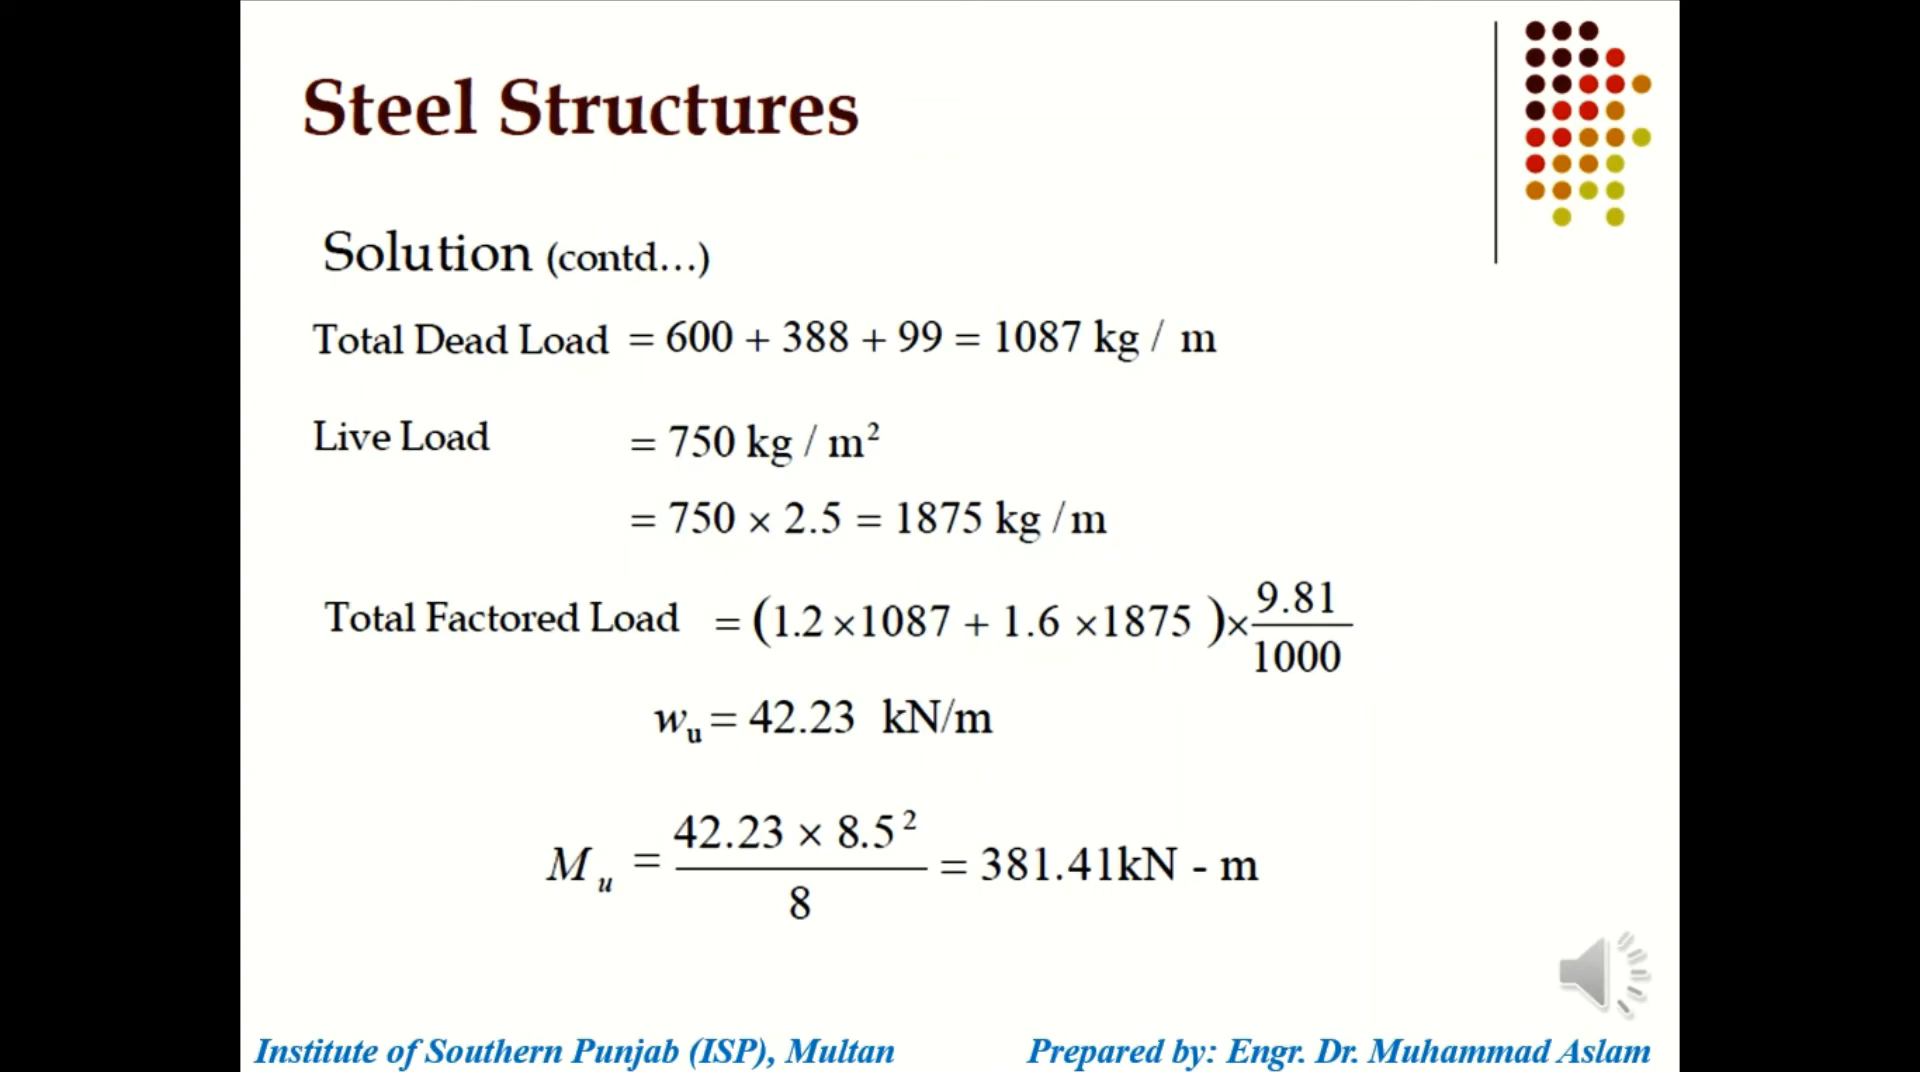 Steel Structures
Solution (contd...)
Total Dead Load = 600 + 388 + 99 = 1087 kg / m
Live Load = 750 kg / m²
= 750 × 2.5 = 1875 kg / m
Total Factored Load = (1.2 × 1087 + 1.6 × 1875 ) × 9.81 / 1000
wᵤ = 42.23 kN/m
Mᵤ = 42.23 × 8.5² / 8 = 381.41kN - m
Institute of Southern Punjab (ISP), Multan Prepared by: Engr. Dr. Muhammad Aslam